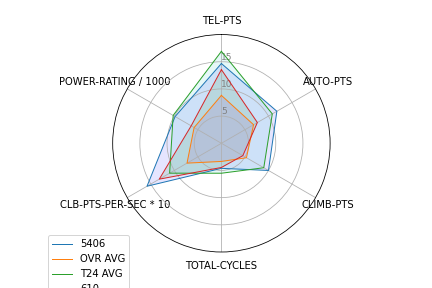 TEL-PTS
POWER-RATING / 1000
AUTO-PTS
15
10
5
CLB-PTS-PER-SEC * 10
CLIMB-PTS
TOTAL-CYCLES
5406
OVR AVG
T24 AVG
610